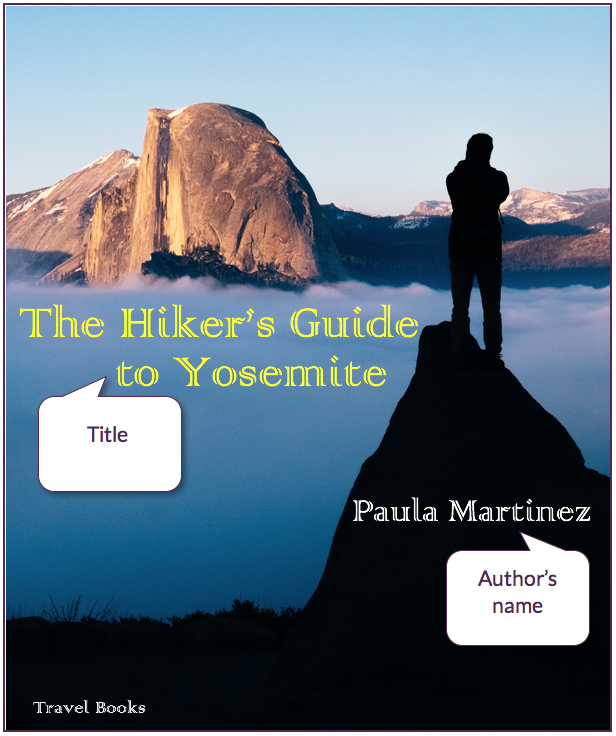 The Hiker's Guide
to Yosemite
Title
Paula Martinez
Author's
name
Travel Books